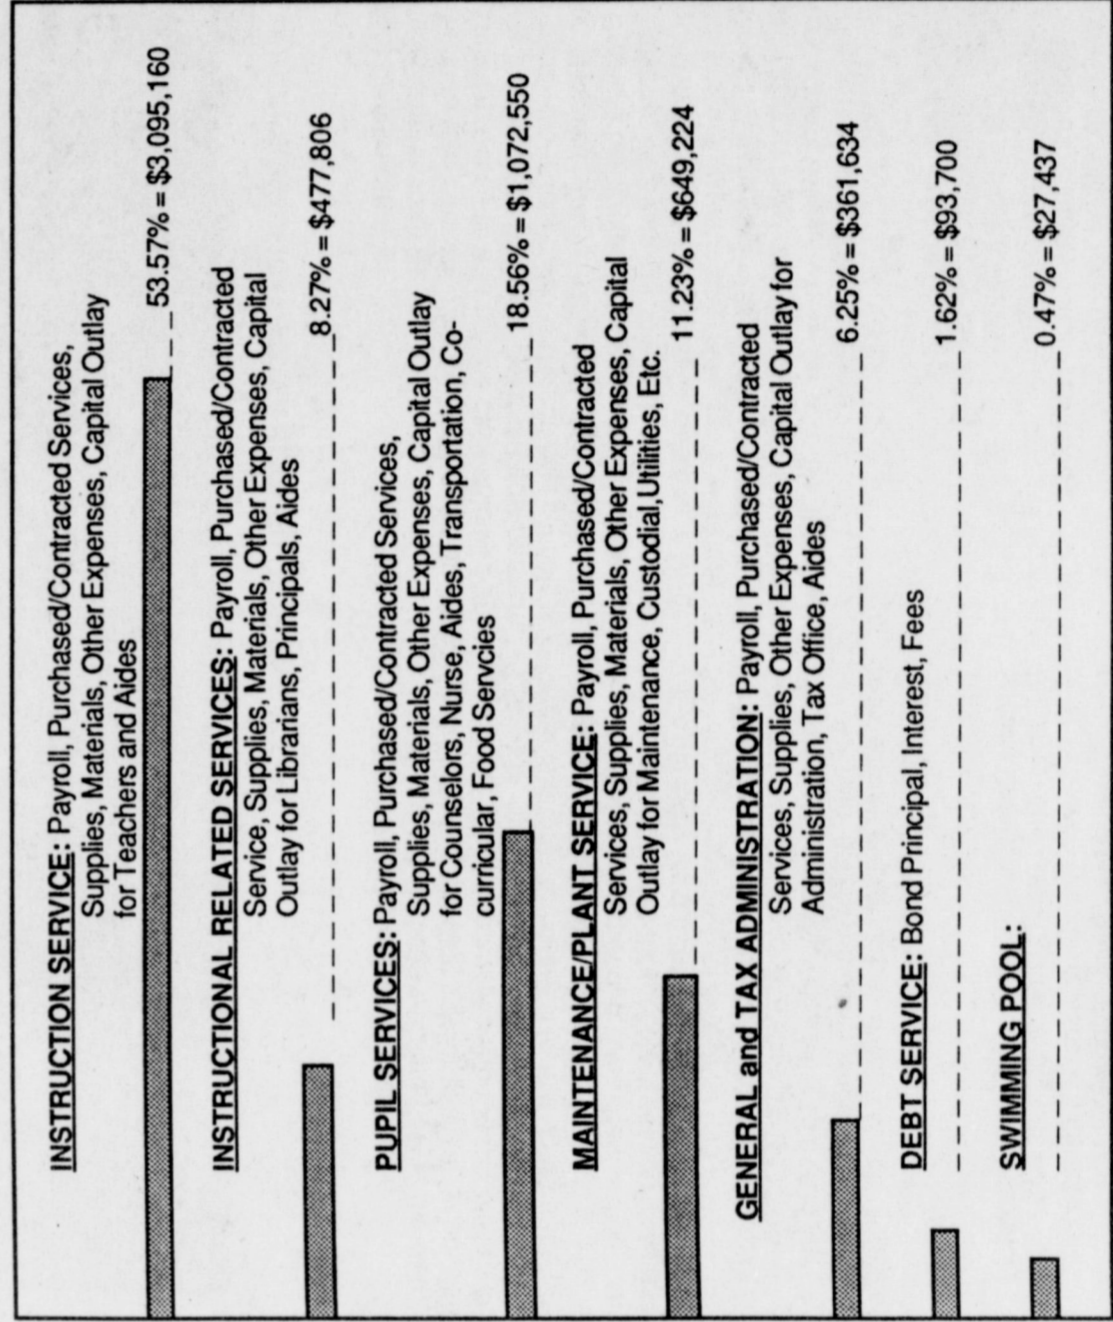 INSTRUCTION SERVICE: Payroll, Purchased/Contracted Services,
Supplies, Materials, Other Expenses, Capital Outlay
for Teachers and Aides
53.57% = $3,095,160
INSTRUCTIONAL RELATED SERVICES: Payroll, Purchased/Contracted
Service, Supplies, Materials, Other Expenses, Capital
Outlay for Librarians, Principals, Aides
8.27% = $477,806
PUPIL SERVICES: Payroll, Purchased/Contracted Services,
Supplies, Materials, Other Expenses, Capital Outlay
for Counselors, Nurse, Aides, Transportation, Co-
curricular, Food Servcies
18.56% = $1,072,550
MAINTENANCE/PLANT SERVICE: Payroll, Purchased/Contracted
Services, Supplies, Materials, Other Expenses, Capital
Outlay for Maintenance, Custodial,Utilities, Etc.
11.23% = $649,224
GENERAL and TAX ADMINISTRATION: Payroll, Purchased/Contracted
Services, Supplies, Other Expenses, Capital Outlay for
Administration, Tax Office, Aides
6.25% = $361,634
DEBT SERVICE: Bond Principal, Interest, Fees
1.62% = $93,700
SWIMMING POOL:
0.47% = $27,437